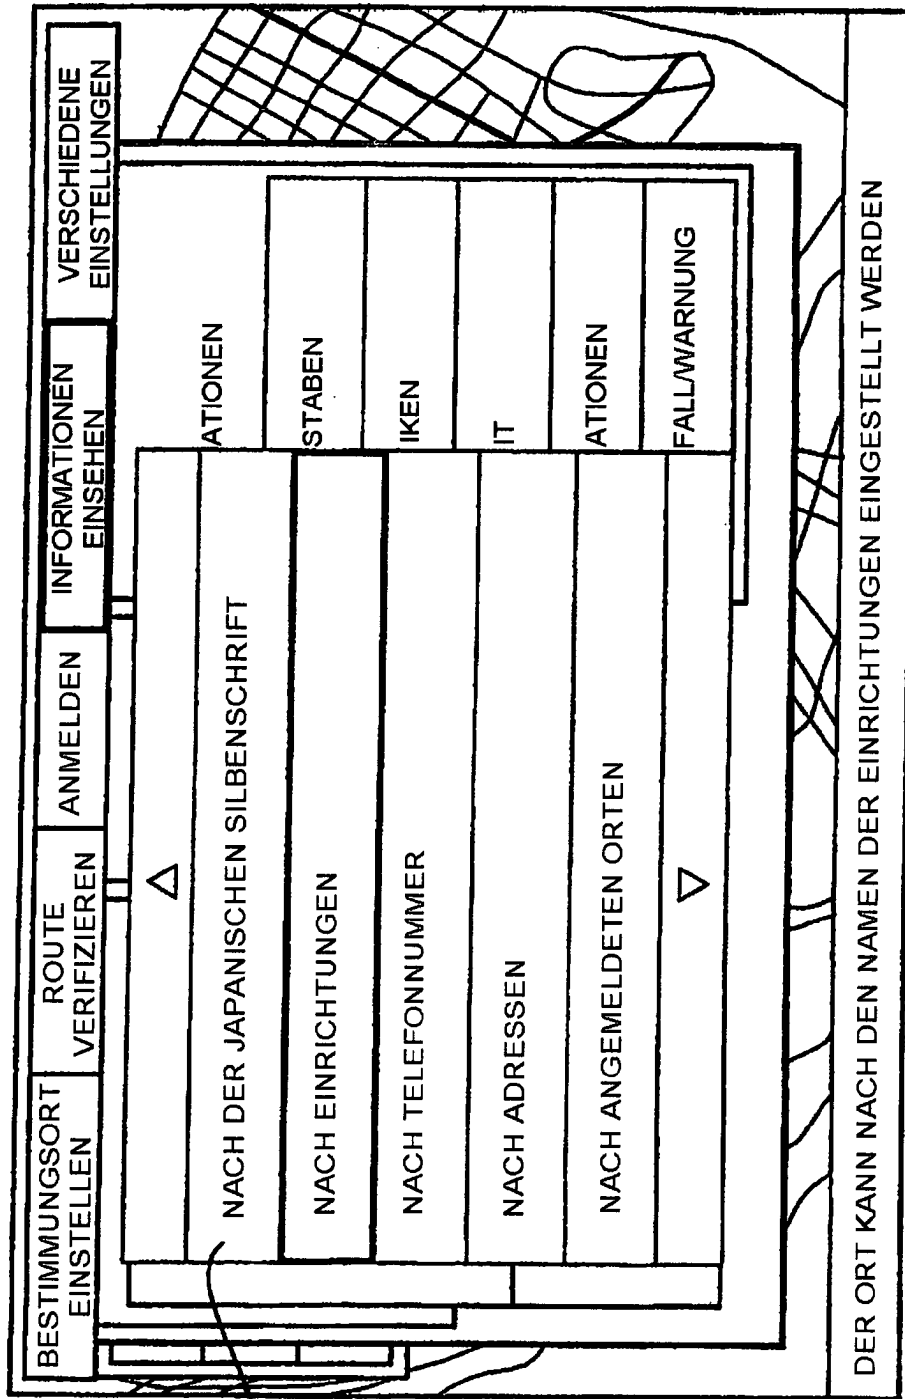 BESTIMMUNGSORT
EINSTELLEN
ROUTE
VERIFIZIEREN
ANMELDEN
INFORMATIONEN
EINSEHEN
VERSCHIEDENE
EINSTELLUNGEN
NACH DER JAPANISCHEN SILBENSCHRIFT
ATIONEN
NACH EINRICHTUNGEN
STABEN
NACH TELEFONNUMMER
IKEN
NACH ADRESSEN
IT
NACH ANGEMELDETEN ORTEN
ATIONEN
FALL/WARNUNG
DER ORT KANN NACH DEN NAMEN DER EINRICHTUNGEN EINGESTELLT WERDEN